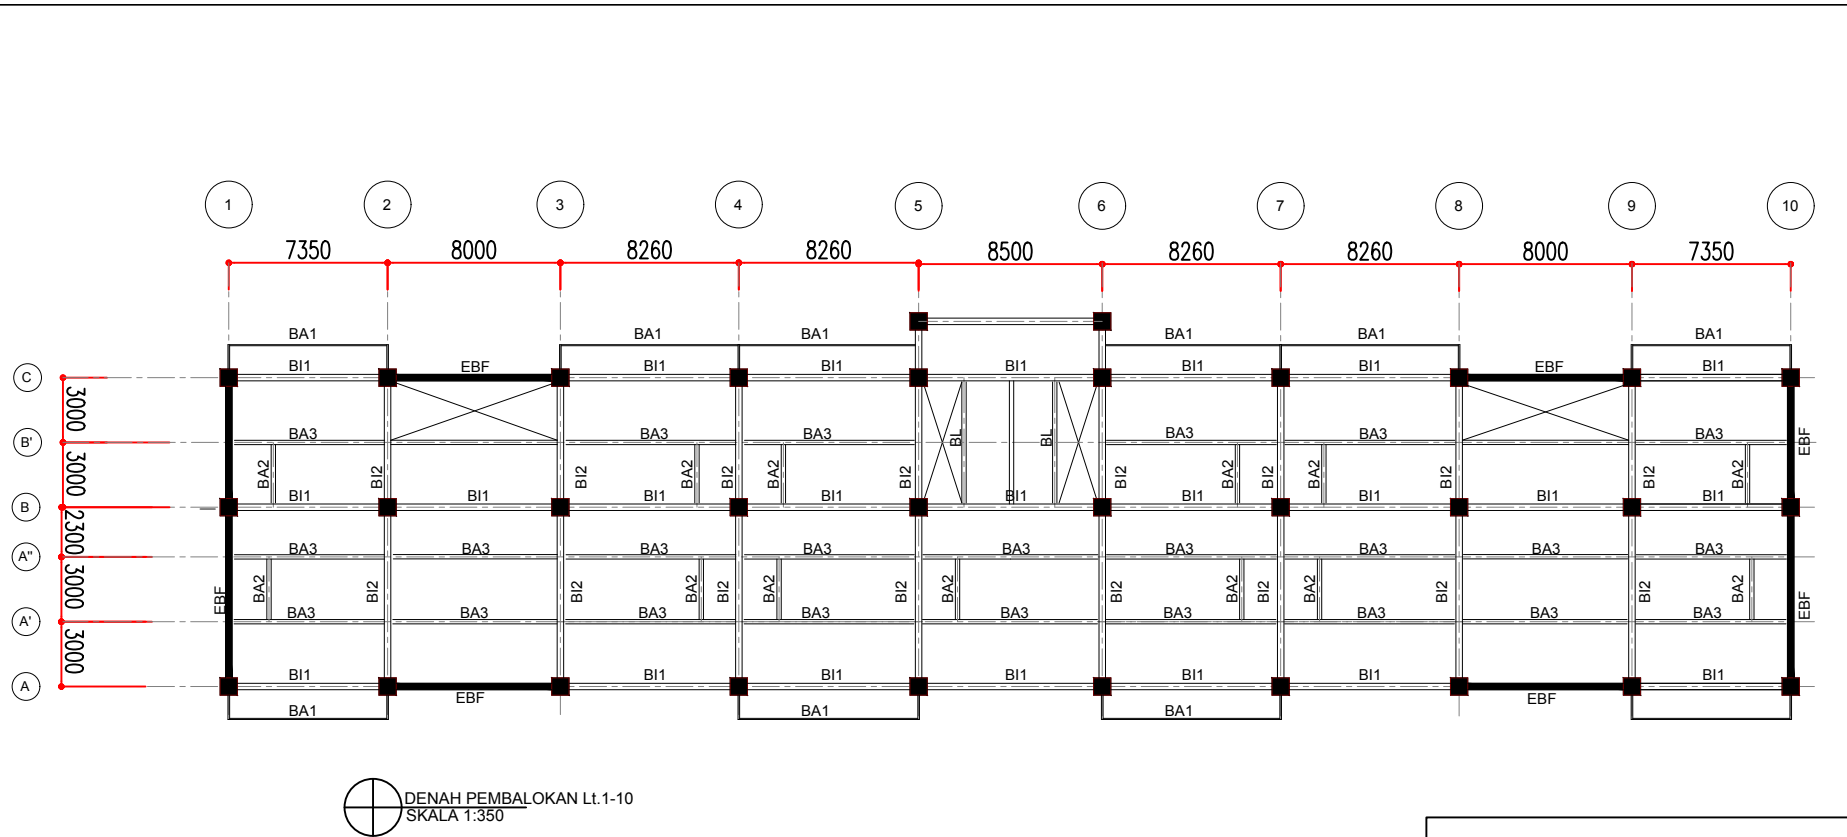 1 2 3 4 5 6 7 8 9 10
7350 8000 8260 8260 8500 8260 8260 8000 7350
BA1 BA1 BA1 BA1 BA1 BA1
C BI1 EBF BI1 BI1 BI1 BI1 BI1 EBF BI1
3000
B' BA3 BA3 BA3 BL BL BA3 BA3 BA3 EBF
3000 BA2 BI2 BI2 BA2 BI2 BA2 BI2 BI2 BA2 BI2 BA2 BI2 BI2 BA2
B BI1 BI1 BI1 BI1 BI1 BI1 BI1 BI1 BI1
2300
A" BA3 BA3 BA3 BA3 BA3 BA3 BA3 BA3 BA3
3000 EBF BA2 BI2 BI2 BA2 BI2 BA2 BI2 BA2 BI2 BA2 BI2 BA2 BI2 BI2 BA2 EBF
A' BA3 BA3 BA3 BA3 BA3 BA3 BA3 BA3 BA3
3000
A BI1 EBF BI1 BI1 BI1 BI1 BI1 EBF BI1
BA1 BA1 BA1
DENAH PEMBALOKAN Lt.1-10
SKALA 1:350